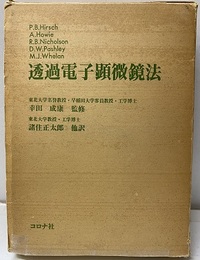 P.B.Hirsch
A.Howie
R.B.Nicholson
D.W.Pashley
M.J.Whelan
透過電子顕微鏡法
東北大学名誉教授・早稲田大学客員教授・工学博士
幸田 成康 監修
東北大学教授・工学博士
諸住正太郎 他訳
コロナ社